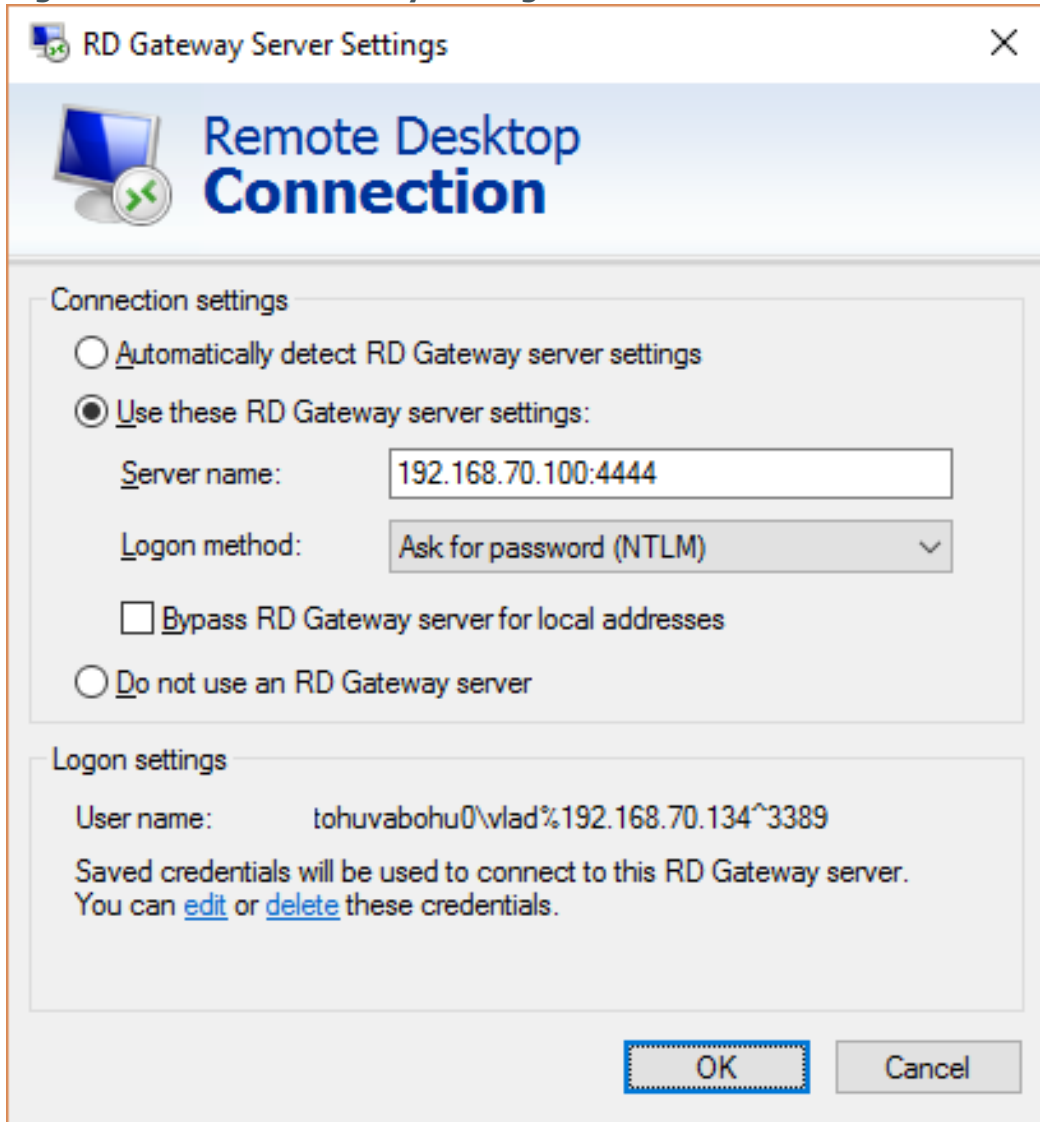 RD Gateway Server Settings
Remote Desktop
Connection
Connection settings
Automatically detect RD Gateway server settings
Use these RD Gateway server settings:
Server name: 192.168.70.100:4444
Logon method: Ask for password (NTLM)
Bypass RD Gateway server for local addresses
Do not use an RD Gateway server
Logon settings
User name: tohuvabohu0\vlad%192.168.70.134^3389
Saved credentials will be used to connect to this RD Gateway server.
You can edit or delete these credentials.
OK Cancel